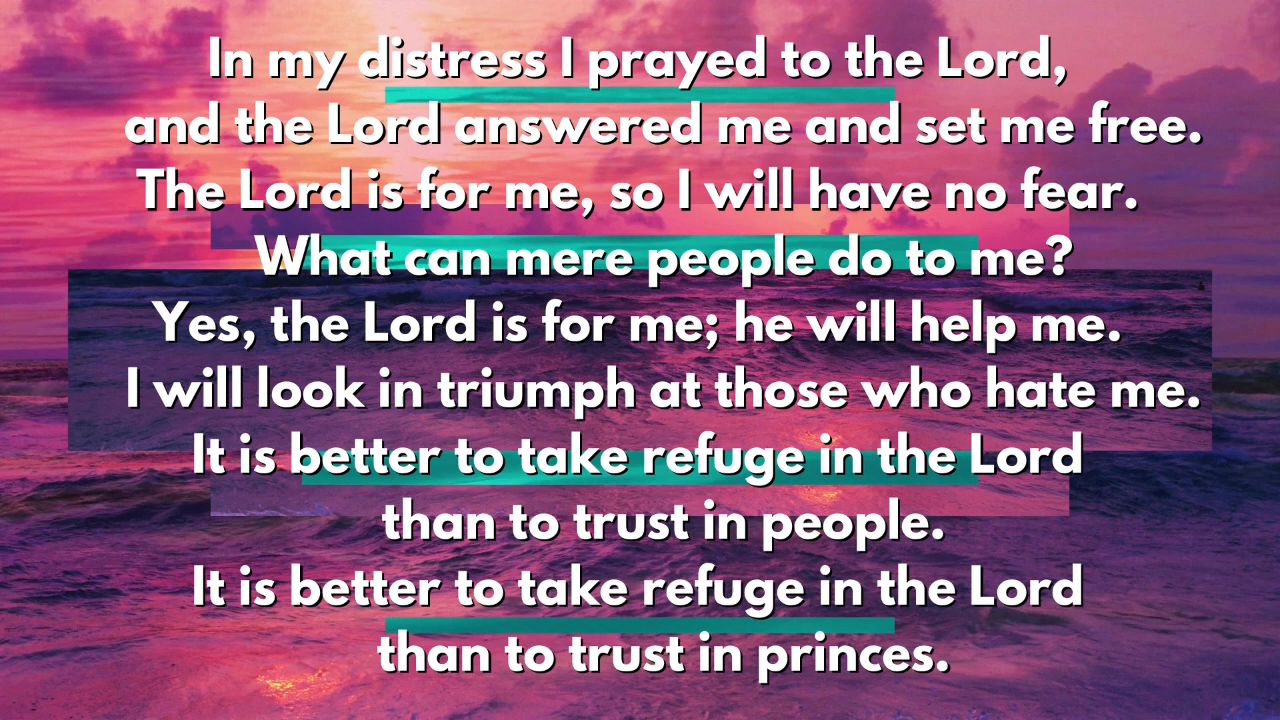 In my distress I prayed to the Lord,
and the Lord answered me and set me free.
The Lord is for me, so I will have no fear.
What can mere people do to me?
Yes, the Lord is for me; he will help me.
I will look in triumph at those who hate me.
It is better to take refuge in the Lord
than to trust in people.
It is better to take refuge in the Lord
than to trust in princes.